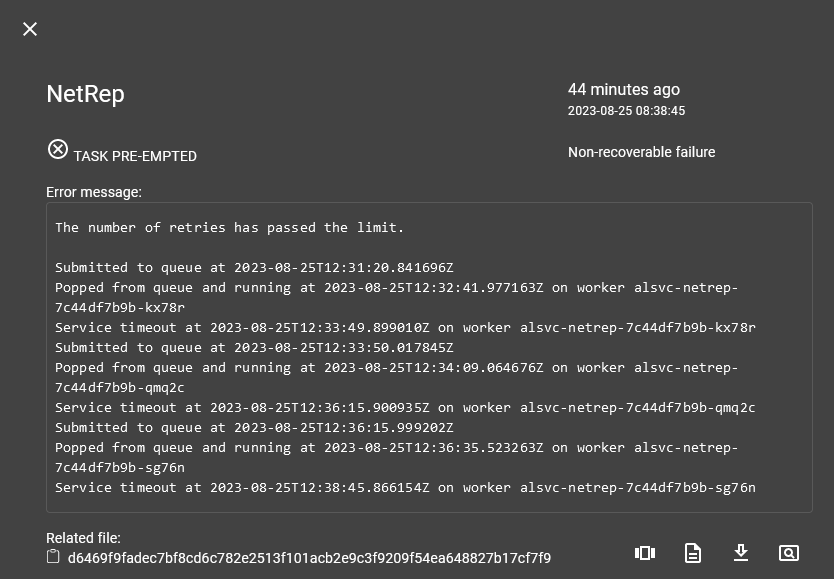 NetRep
44 minutes ago
2023-08-25 08:38:45
TASK PRE-EMPTED
Non-recoverable failure
Error message:
The number of retries has passed the limit.
Submitted to queue at 2023-08-25T12:31:20.841696Z
Popped from queue and running at 2023-08-25T12:32:41.977163Z on worker alsvc-netrep-
7c44df7b9b-kx78r
Service timeout at 2023-08-25T12:33:49.899010Z on worker alsvc-netrep-7c44df7b9b-kx78r
Submitted to queue at 2023-08-25T12:33:50.017845Z
Popped from queue and running at 2023-08-25T12:34:09.064676Z on worker alsvc-netrep-
7c44df7b9b-qmq2c
Service timeout at 2023-08-25T12:36:15.900935Z on worker alsvc-netrep-7c44df7b9b-qmq2c
Submitted to queue at 2023-08-25T12:36:15.999202Z
Popped from queue and running at 2023-08-25T12:36:35.523263Z on worker alsvc-netrep-
7c44df7b9b-sg76n
Service timeout at 2023-08-25T12:38:45.866154Z on worker alsvc-netrep-7c44df7b9b-sg76n
Related file:
d6469f9fadec7bf8cd6c782e2513f101acb2e9c3f9209f54ea648827b17cf7f9